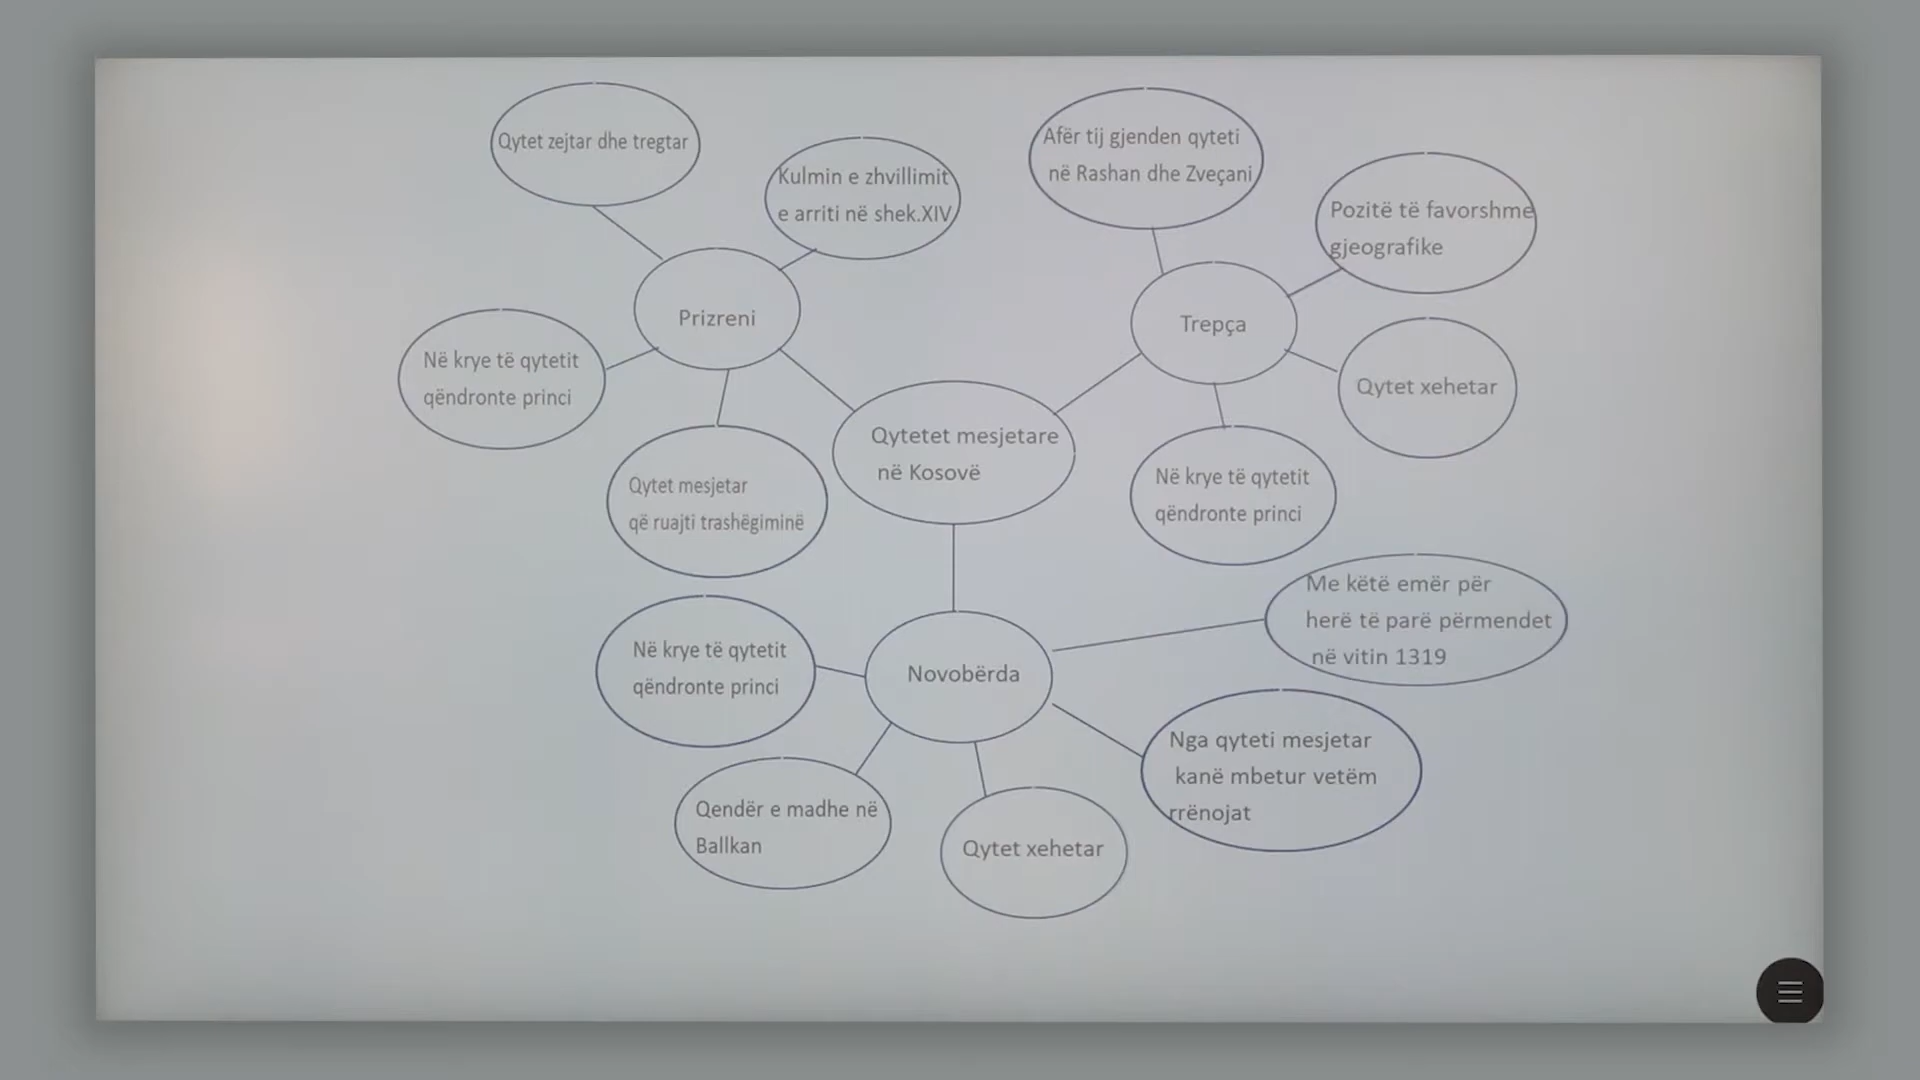 Qytet zejtar dhe tregtar
Kulmin e zhvillimit
e arriti në shek.XIV
Prizreni
Në krye të qytetit
qëndronte princi
Qytet mesjetar
që ruajti trashëgiminë
Afër tij gjenden qyteti
në Rashan dhe Zveçani
Pozitë të favorshme
gjeografike
Trepça
Qytet xehetar
Në krye të qytetit
qëndronte princi
Qytetet mesjetare
në Kosovë
Novobërda
Me këtë emër për
herë të parë përmendet
në vitin 1319
Në krye të qytetit
qëndronte princi
Nga qyteti mesjetar
kanë mbetur vetëm
rrënojat
Qendër e madhe në
Ballkan
Qytet xehetar